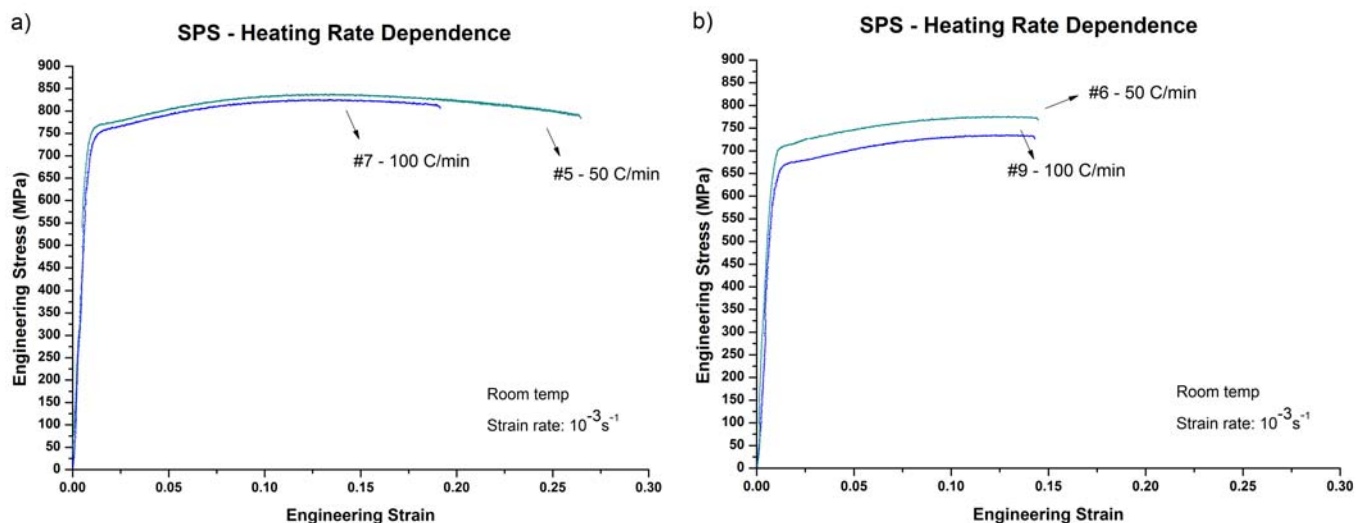 a)
SPS - Heating Rate Dependence
900
850
800
750
700
650
600
550
500
450
400
350
300
250
200
150
100
50
0
Engineering Stress (MPa)
#7 - 100 C/min
#5 - 50 C/min
Room temp
Strain rate: 10⁻³s⁻¹
0.00 0.05 0.10 0.15 0.20 0.25 0.30
Engineering Strain
b)
SPS - Heating Rate Dependence
900
850
800
750
700
650
600
550
500
450
400
350
300
250
200
150
100
50
0
Engineering Stress (MPa)
#6 - 50 C/min
#9 - 100 C/min
Room temp
Strain rate: 10⁻³s⁻¹
0.00 0.05 0.10 0.15 0.20 0.25 0.30
Engineering Strain